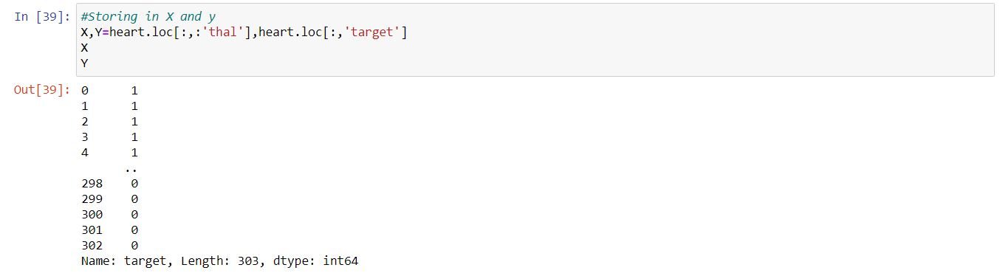 In [39]: #Storing in X and y
X,Y=heart.loc[:,:'thal'],heart.loc[:,'target']
X
Y
Out[39]: 0 1
1 1
2 1
3 1
4 1
..
298 0
299 0
300 0
301 0
302 0
Name: target, Length: 303, dtype: int64